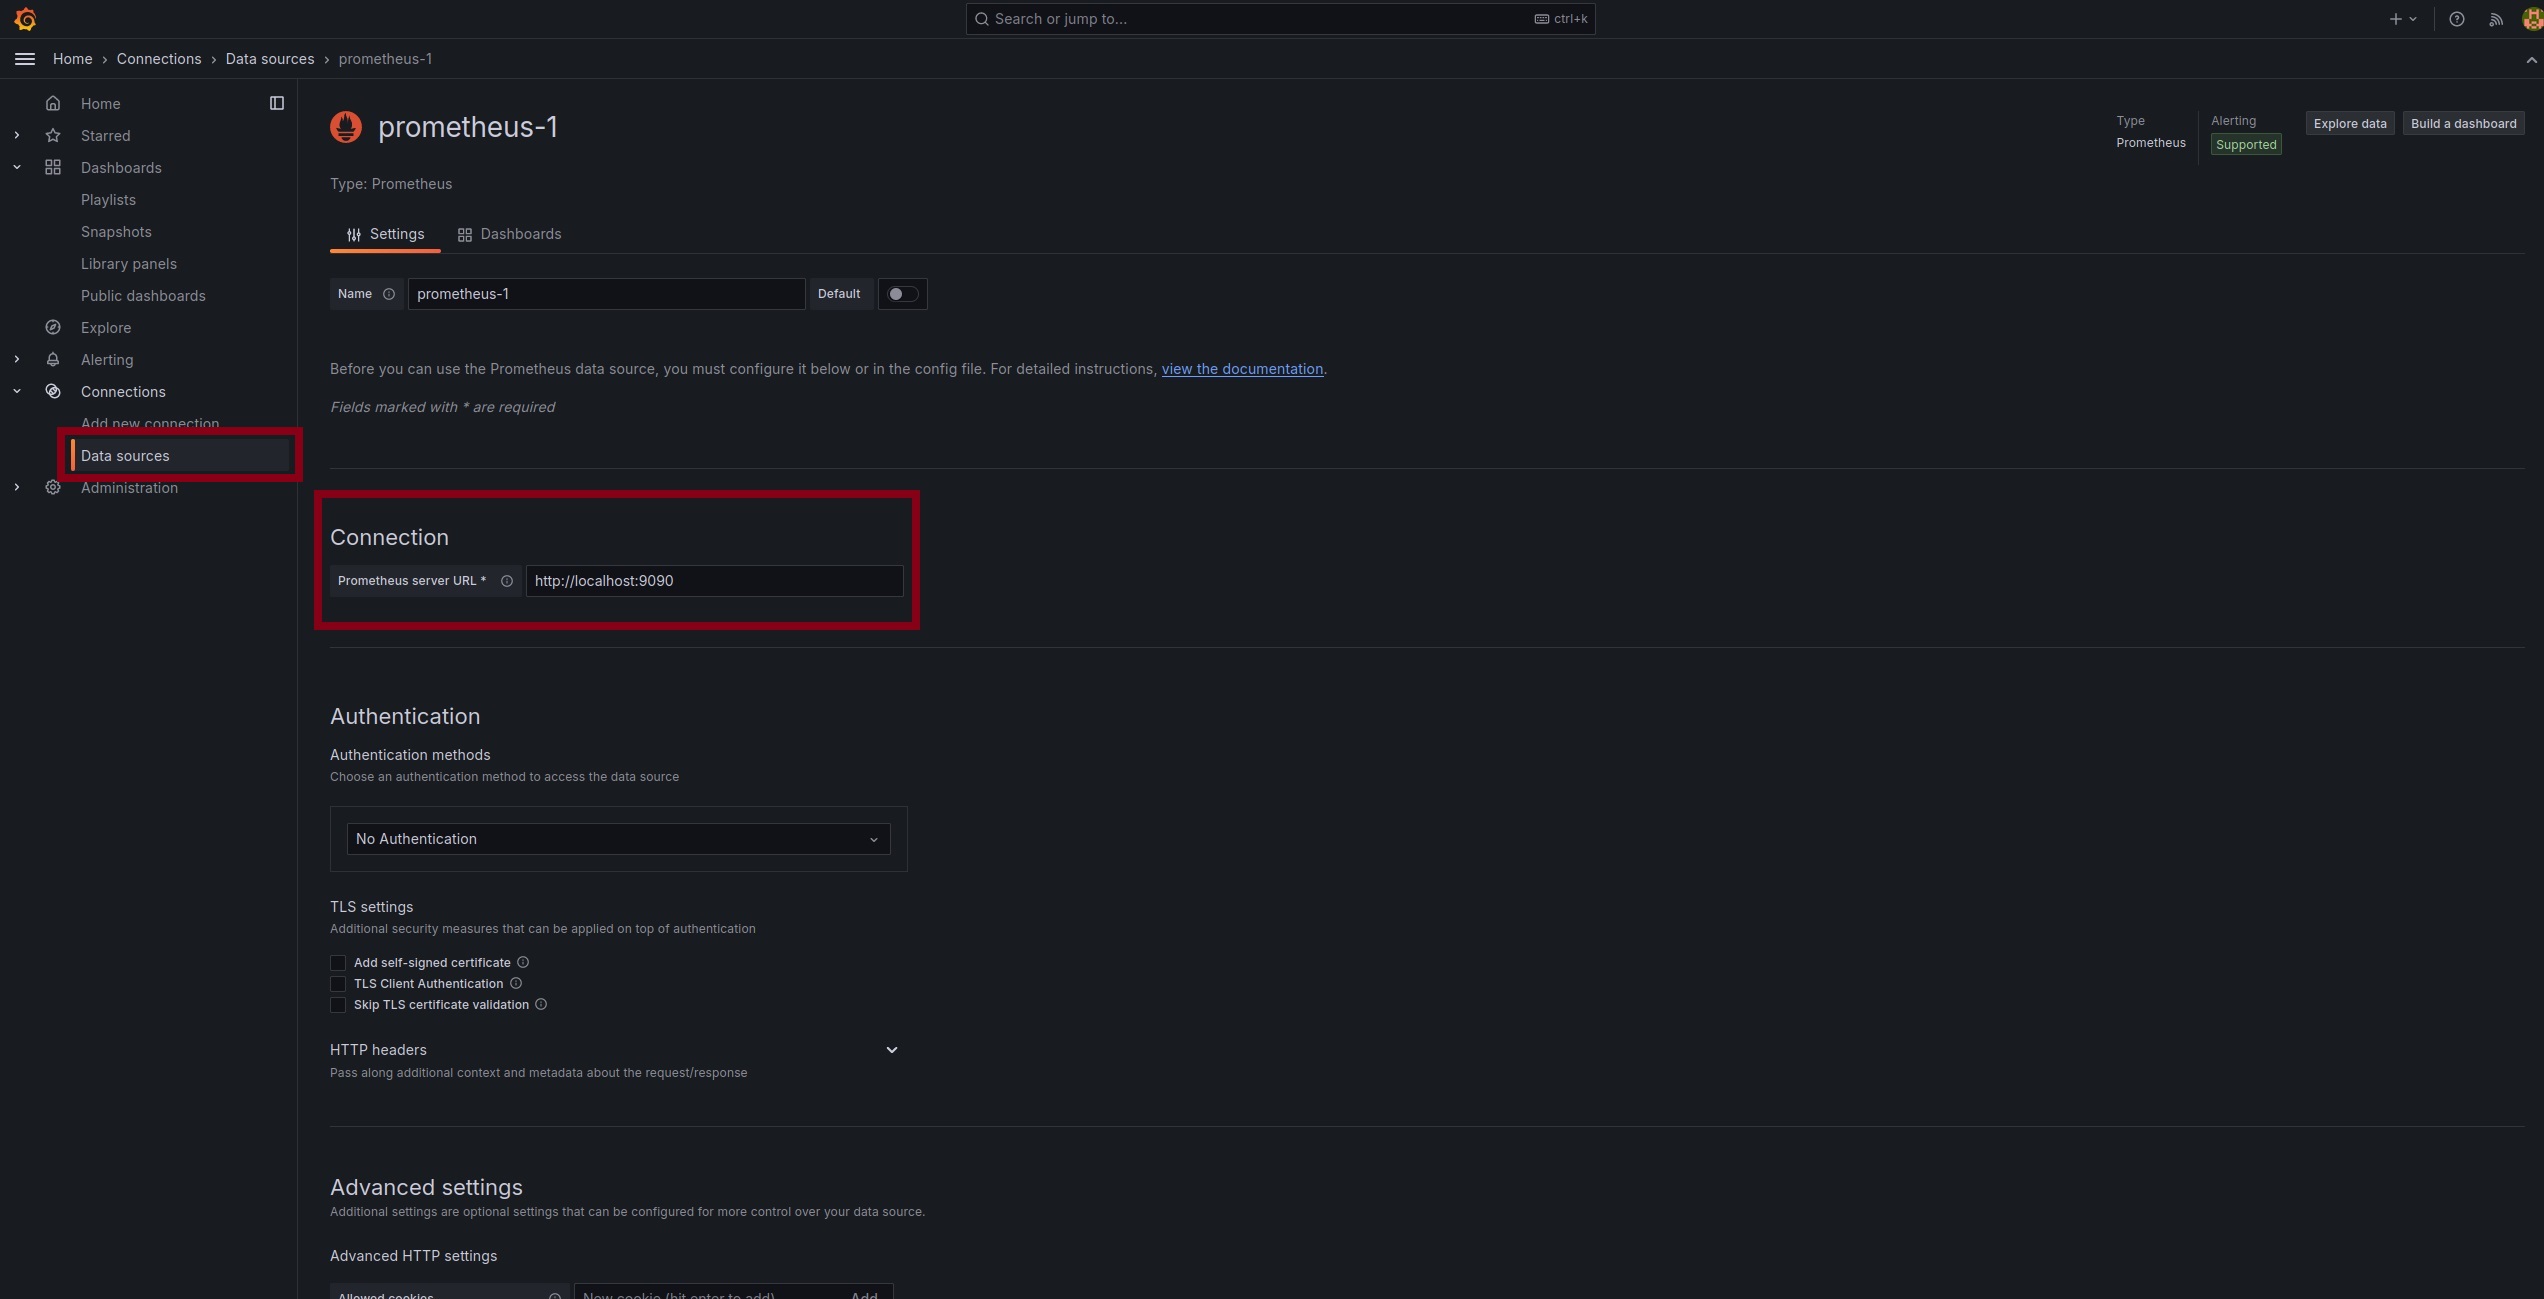 Search or jump to...
ctrl+k
Home › Connections › Data sources › prometheus-1
Home
Starred
Dashboards
Playlists
Snapshots
Library panels
Public dashboards
Explore
Alerting
Connections
Add new connection
Data sources
Administration
prometheus-1
Type
Prometheus
Alerting
Supported
Explore data
Build a dashboard
Type: Prometheus
Settings
Dashboards
Name
prometheus-1
Default
Before you can use the Prometheus data source, you must configure it below or in the config file. For detailed instructions, view the documentation.
Fields marked with * are required
Connection
Prometheus server URL *
http://localhost:9090
Authentication
Authentication methods
Choose an authentication method to access the data source
No Authentication
TLS settings
Additional security measures that can be applied on top of authentication
Add self-signed certificate
TLS Client Authentication
Skip TLS certificate validation
HTTP headers
Pass along additional context and metadata about the request/response
Advanced settings
Additional settings are optional settings that can be configured for more control over your data source.
Advanced HTTP settings
Allowed cookies
New cookie (hit enter to add)
Add